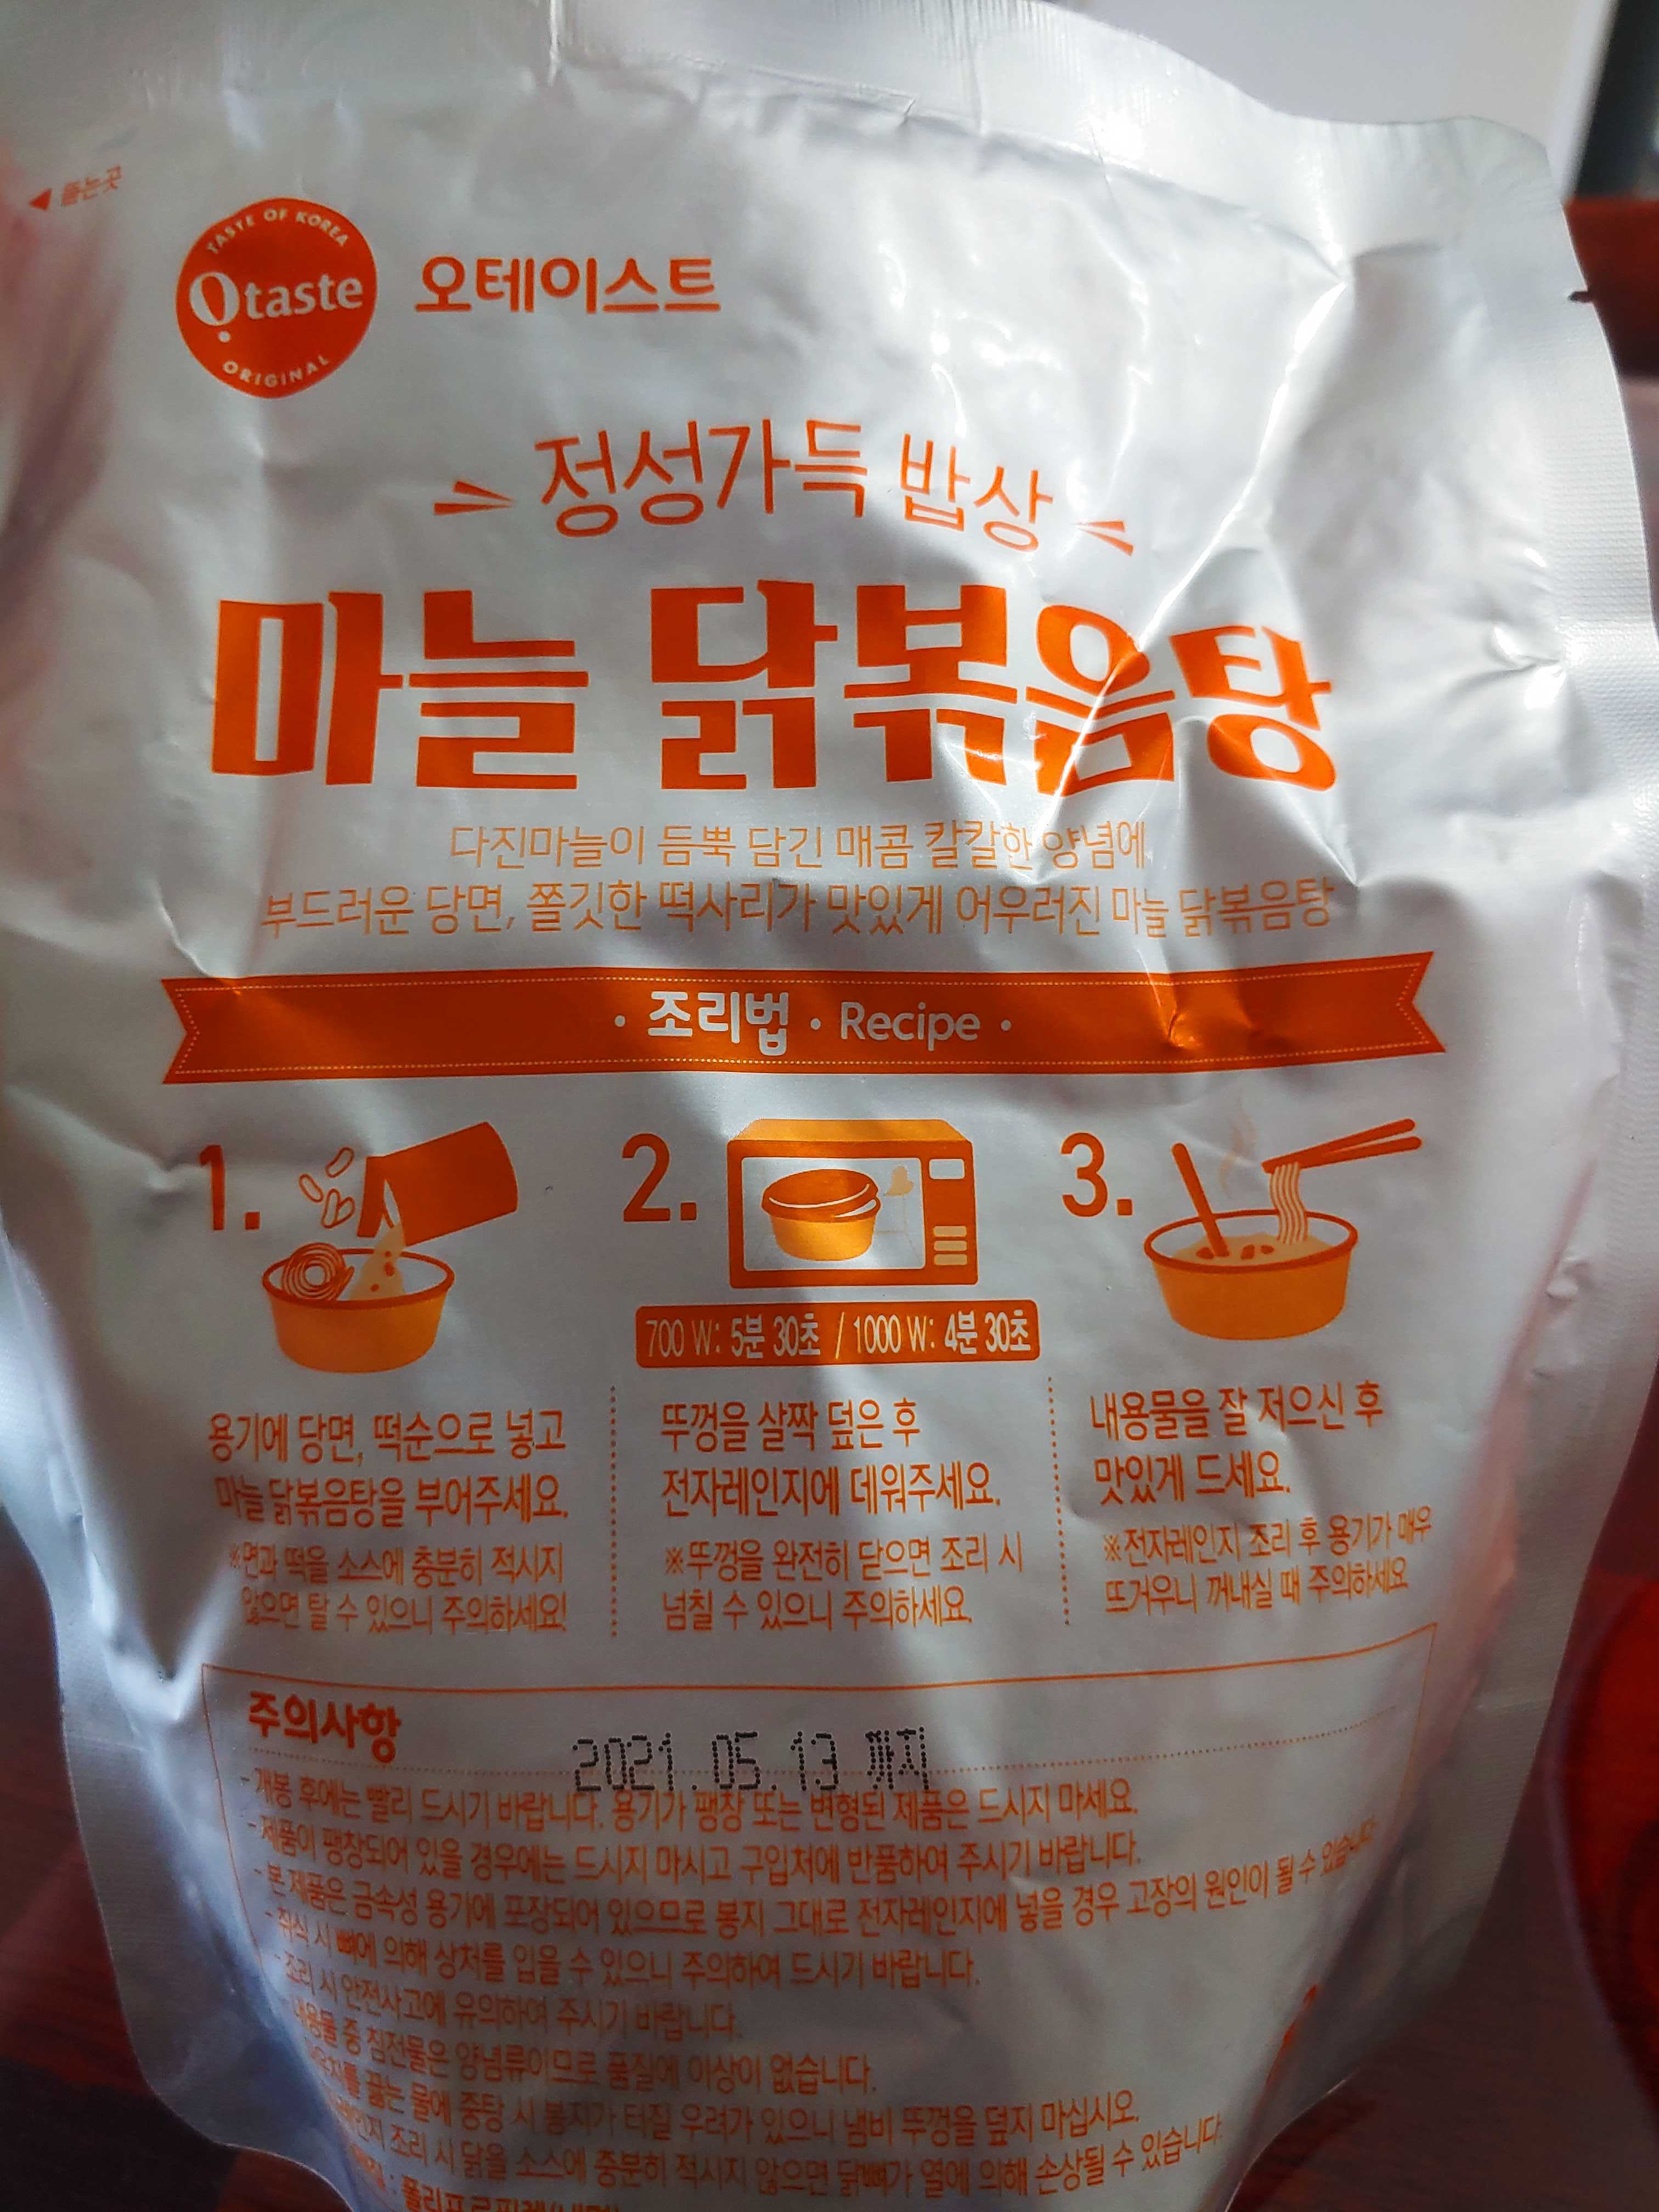 뜯는곳
TASTE OF KOREA
Otaste
ORIGINAL
오테이스트
정성가득 밥상
마늘 닭볶음탕
다진마늘이 듬뿍 담긴 매콤 칼칼한 양념에
부드러운 당면, 쫄깃한 떡사리가 맛있게 어우러진 마늘 닭볶음탕
· 조리법 · Recipe ·
1.
용기에 당면, 떡순으로 넣고
마늘 닭볶음탕을 부어주세요.
※면과 떡을 소스에 충분히 적시지
않으면 탈 수 있으니 주의하세요!
2.
700 W: 5분 30초 / 1000 W: 4분 30초
뚜껑을 살짝 덮은 후
전자레인지에 데워주세요.
※뚜껑을 완전히 닫으면 조리 시
넘칠 수 있으니 주의하세요.
3.
내용물을 잘 저으신 후
맛있게 드세요.
※전자레인지 조리 후 용기가 매우
뜨거우니 꺼내실 때 주의하세요
주의사항
2021.05.13 까지
- 개봉 후에는 빨리 드시기 바랍니다. 용기가 팽창 또는 변형된 제품은 드시지 마세요.
- 제품이 팽창되어 있을 경우에는 드시지 마시고 구입처에 반품하여 주시기 바랍니다.
- 본 제품은 금속성 용기에 포장되어 있으므로 봉지 그대로 전자레인지에 넣을 경우 고장의 원인이 될 수 있습니다.
- 취식 시 뼈에 의해 상처를 입을 수 있으니 주의하여 드시기 바랍니다.
- 조리 시 안전사고에 유의하여 주시기 바랍니다.
- 내용물 중 침전물은 양념류이므로 품질에 이상이 없습니다.
끓는 물에 중탕 시 봉지가 터질 우려가 있으니 냄비 뚜껑을 덮지 마십시오.
조리 시 닭을 소스에 충분히 적시지 않으면 닭뼈가 열에 의해 손상될 수 있습니다.